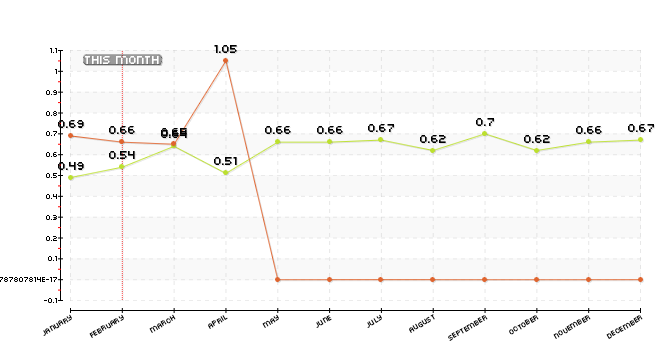 1.1
THIS MONTH
1.05
1
0.9
0.8
0.69 0.66 0.64 0.66 0.66 0.67 0.62 0.7 0.62 0.66 0.67
0.7
0.6
0.49 0.54 0.51
0.5
0.4
0.3
0.2
0.1
787807814E-17
-0.1
JANUARY FEBRUARY MARCH APRIL MAY JUNE JULY AUGUST SEPTEMBER OCTOBER NOVEMBER DECEMBER